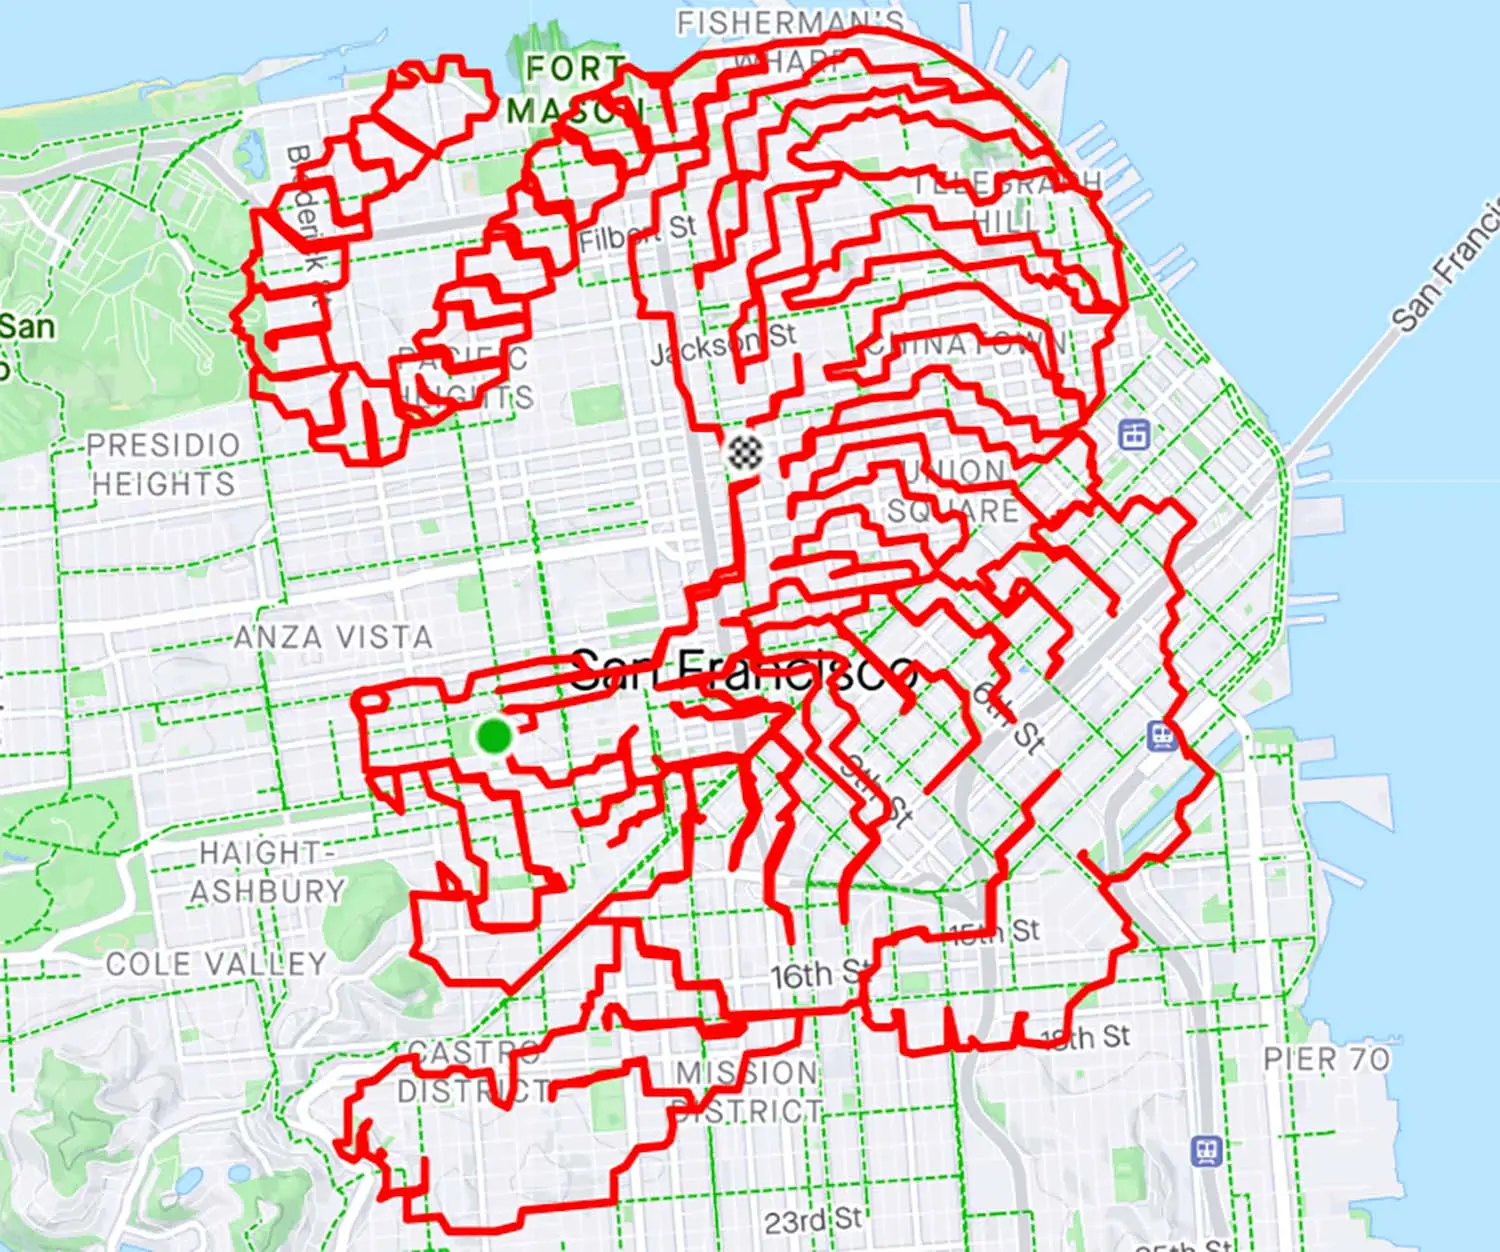 FISHERMAN'S
WHARF
FORT
MASON
Broderick St
TELEGRAPH
HILL
Filbert St
San Francisc
San
Jackson St
CHINATOWN
PACIFIC
HEIGHTS
PRESIDIO
HEIGHTS
UNION
SQUARE
ANZA VISTA
San Francisco
6th St
9th St
HAIGHT-
ASHBURY
COLE VALLEY
15th St
16th St
18th St
CASTRO
DISTRICT
MISSION
DISTRICT
PIER 70
23rd St
25th St